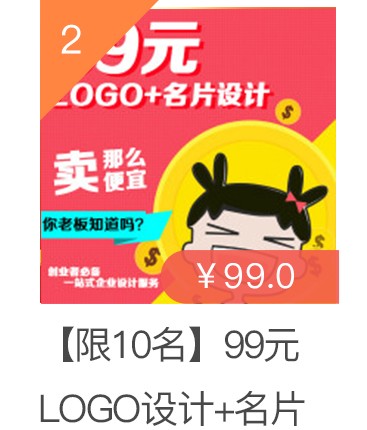 2
9元
LOGO+名片设计
卖
那么
便宜
你老板知道吗?
创业者必备
一站式企业设计服务
￥99.0
【限10名】99元
LOGO设计+名片